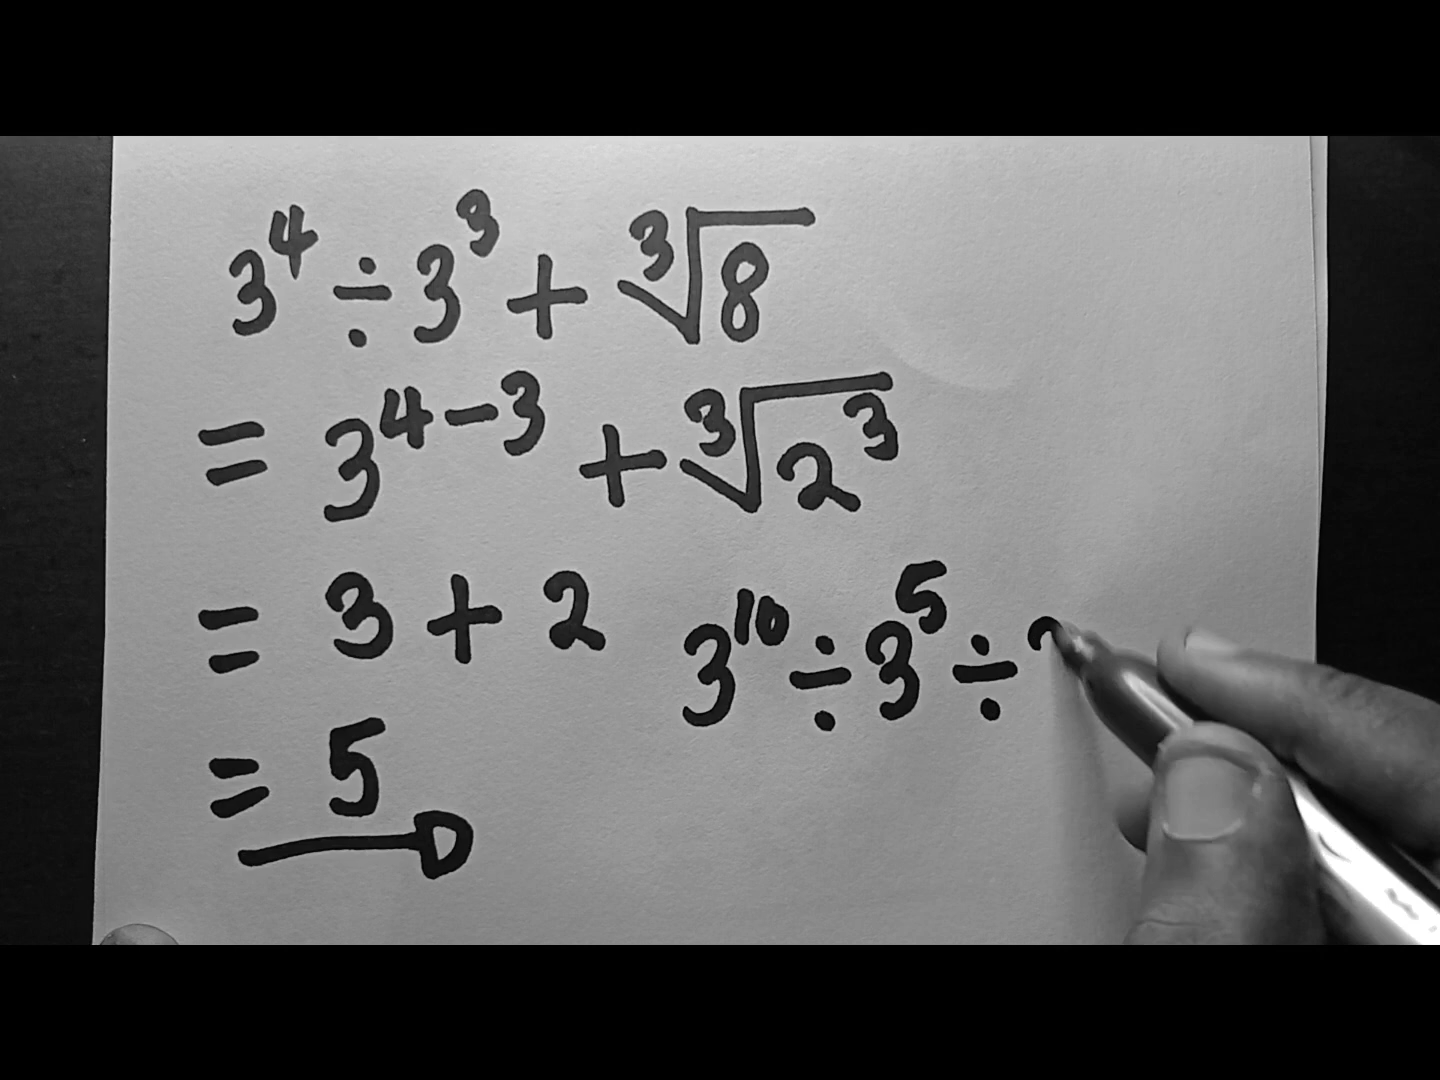 3⁴ ÷ 3³ + ∛8
= 3⁴⁻³ + ∛2³
= 3 + 2
= 5
3¹⁰ ÷ 3⁵ ÷